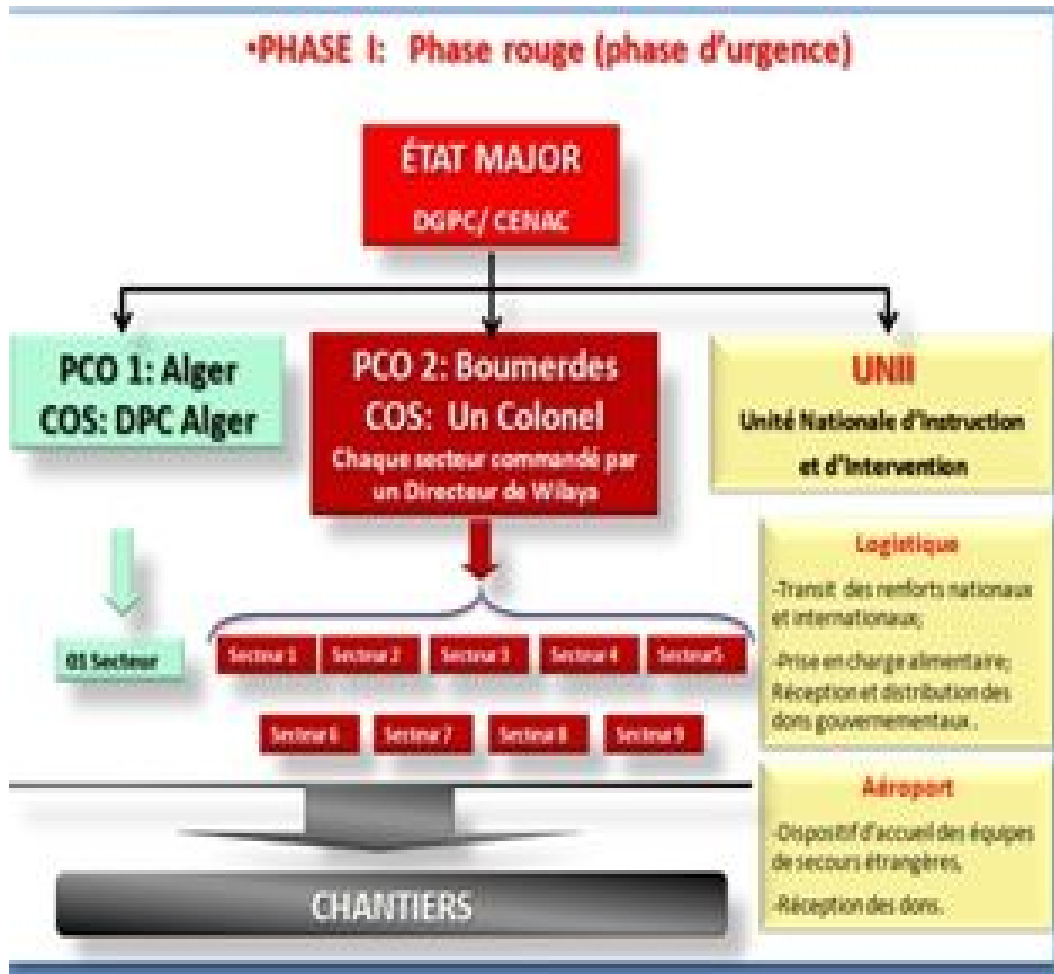 •PHASE I: Phase rouge (phase d'urgence)
ÉTAT MAJOR
DGPC/ CENAC
PCO 1: Alger
COS: DPC Alger
PCO 2: Boumerdes
COS: Un Colonel
Chaque secteur commandé par
un Directeur de Wilaya
UNII
Unité Nationale d'Instruction
et d'Intervention
01 Secteur
Secteur 1
Secteur 2
Secteur 3
Secteur 4
Secteur5
Secteur 6
Secteur 7
Secteur 8
Secteur 9
Logistique
-Transit des renforts nationaux
et internationaux;
-Prise en charge alimentaire;
Réception et distribution des
dons gouvernementaux.
Aéroport
-Dispositif d'accueil des équipes
de secours étrangères,
-Réception des dons.
CHANTIERS